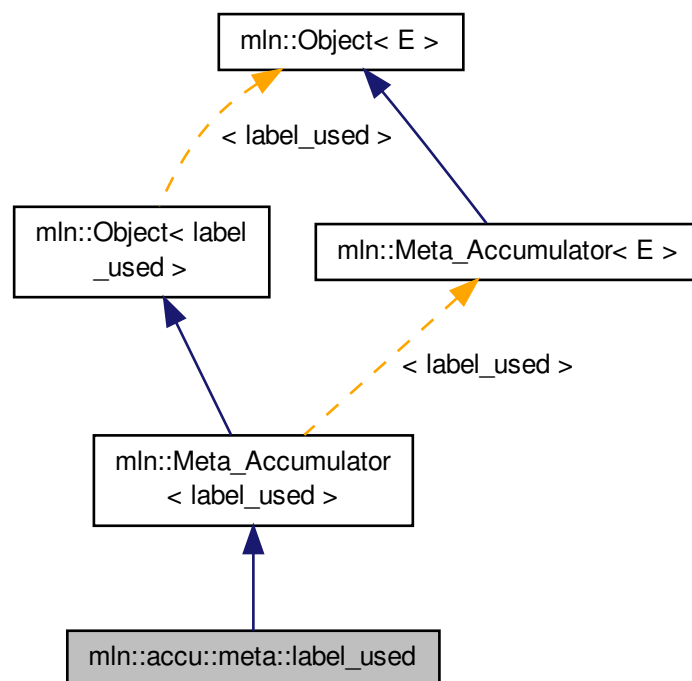 mln::Object< E >
< label_used >
mln::Object< label
_used >
mln::Meta_Accumulator< E >
< label_used >
mln::Meta_Accumulator
< label_used >
mln::accu::meta::label_used